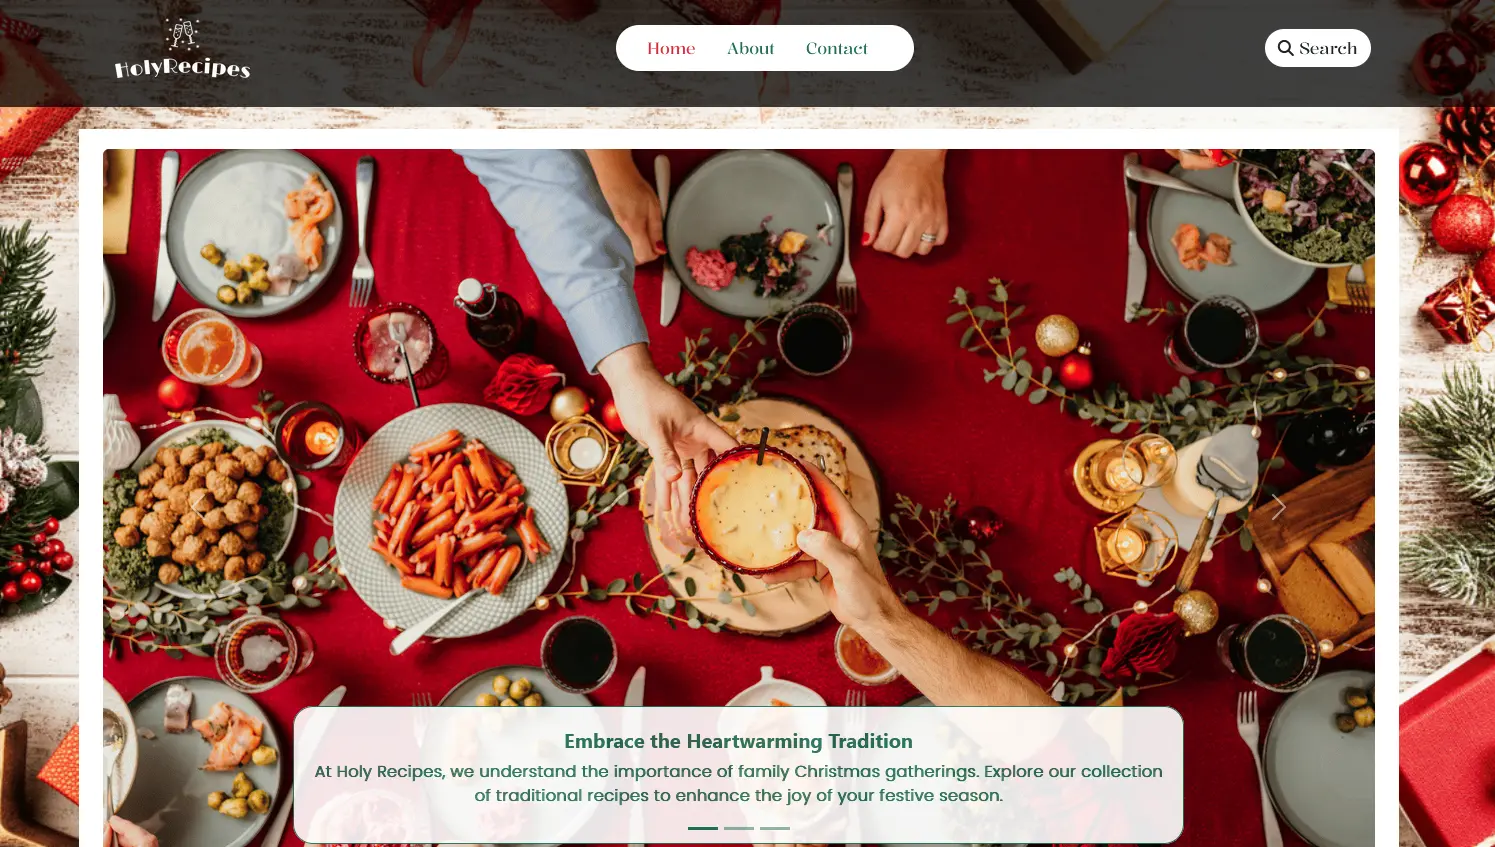 HolyRecipes
Home About Contact
Search
Embrace the Heartwarming Tradition
At Holy Recipes, we understand the importance of family Christmas gatherings. Explore our collection
of traditional recipes to enhance the joy of your festive season.